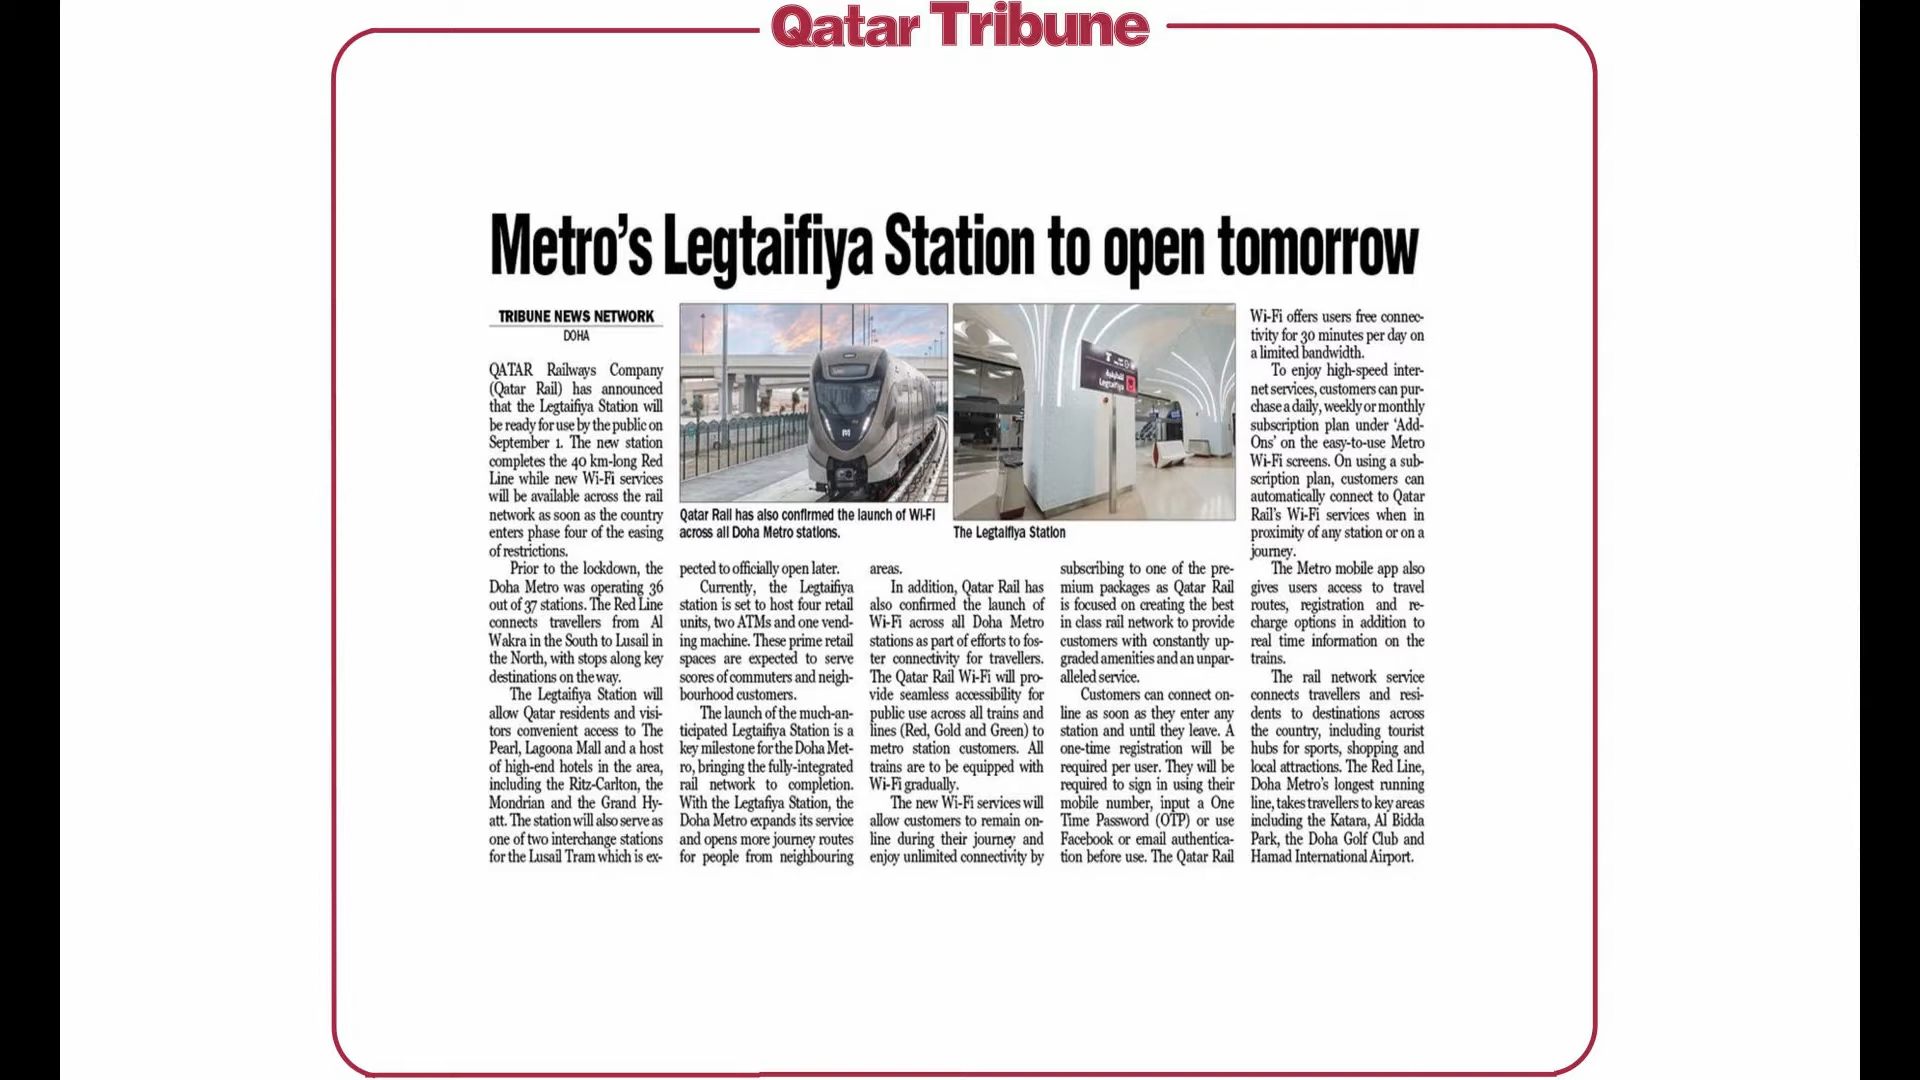 Qatar Tribune
Metro's Legtaifiya Station to open tomorrow
TRIBUNE NEWS NETWORK
DOHA
QATAR Railways Company
(Qatar Rail) has announced
that the Legtaifiya Station will
be ready for use by the public on
September 1. The new station
completes the 40 km-long Red
Line while new Wi-Fi services
will be available across the rail
network as soon as the country
enters phase four of the easing
of restrictions.
Prior to the lockdown, the
Doha Metro was operating 36
out of 37 stations. The Red Line
connects travellers from Al
Wakra in the South to Lusail in
the North, with stops along key
destinations on the way.
The Legtaifiya Station will
allow Qatar residents and visi-
tors convenient access to The
Pearl, Lagoona Mall and a host
of high-end hotels in the area,
including the Ritz-Carlton, the
Mondrian and the Grand Hy-
att. The station will also serve as
one of two interchange stations
for the Lusail Tram which is ex-
Qatar Rail has also confirmed the launch of Wi-Fi
across all Doha Metro stations.
pected to officially open later.
Currently, the Legtaifiya
station is set to host four retail
units, two ATMs and one vend-
ing machine. These prime retail
spaces are expected to serve
scores of commuters and neigh-
bourhood customers.
The launch of the much-an-
ticipated Legtaifiya Station is a
key milestone for the Doha Met-
ro, bringing the fully-integrated
rail network to completion.
With the Legtafiya Station, the
Doha Metro expands its service
and opens more journey routes
for people from neighbouring
القطيفية
Legtaifiya
The Legtaifiya Station
areas.
In addition, Qatar Rail has
also confirmed the launch of
Wi-Fi across all Doha Metro
stations as part of efforts to fos-
ter connectivity for travellers.
The Qatar Rail Wi-Fi will pro-
vide seamless accessibility for
public use across all trains and
lines (Red, Gold and Green) to
metro station customers. All
trains are to be equipped with
Wi-Fi gradually.
The new Wi-Fi services will
allow customers to remain on-
line during their journey and
enjoy unlimited connectivity by
subscribing to one of the pre-
mium packages as Qatar Rail
is focused on creating the best
in class rail network to provide
customers with constantly up-
graded amenities and an unpar-
alleled service.
Customers can connect on-
line as soon as they enter any
station and until they leave. A
one-time registration will be
required per user. They will be
required to sign in using their
mobile number, input a One
Time Password (OTP) or use
Facebook or email authentica-
tion before use. The Qatar Rail
Wi-Fi offers users free connec-
tivity for 30 minutes per day on
a limited bandwidth.
To enjoy high-speed inter-
net services, customers can pur-
chase a daily, weekly or monthly
subscription plan under 'Add-
Ons' on the easy-to-use Metro
Wi-Fi screens. On using a sub-
scription plan, customers can
automatically connect to Qatar
Rail's Wi-Fi services when in
proximity of any station or on a
journey.
The Metro mobile app also
gives users access to travel
routes, registration and re-
charge options in addition to
real time information on the
trains.
The rail network service
connects travellers and resi-
dents to destinations across
the country, including tourist
hubs for sports, shopping and
local attractions. The Red Line,
Doha Metro's longest running
line, takes travellers to key areas
including the Katara, Al Bidda
Park, the Doha Golf Club and
Hamad International Airport.